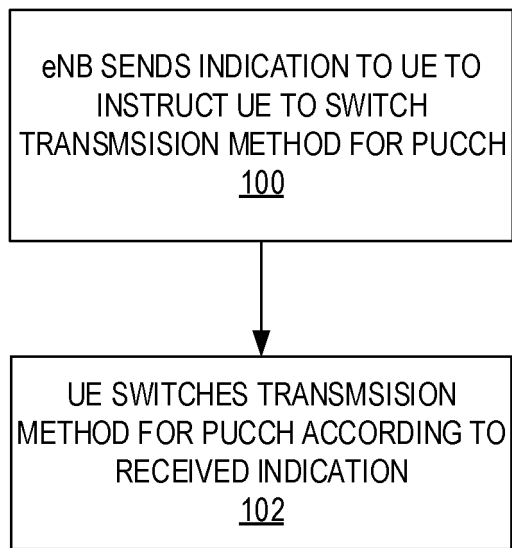 eNB SENDS INDICATION TO UE TO
INSTRUCT UE TO SWITCH
TRANSMSISION METHOD FOR PUCCH
100
UE SWITCHES TRANSMSISION
METHOD FOR PUCCH ACCORDING TO
RECEIVED INDICATION
102